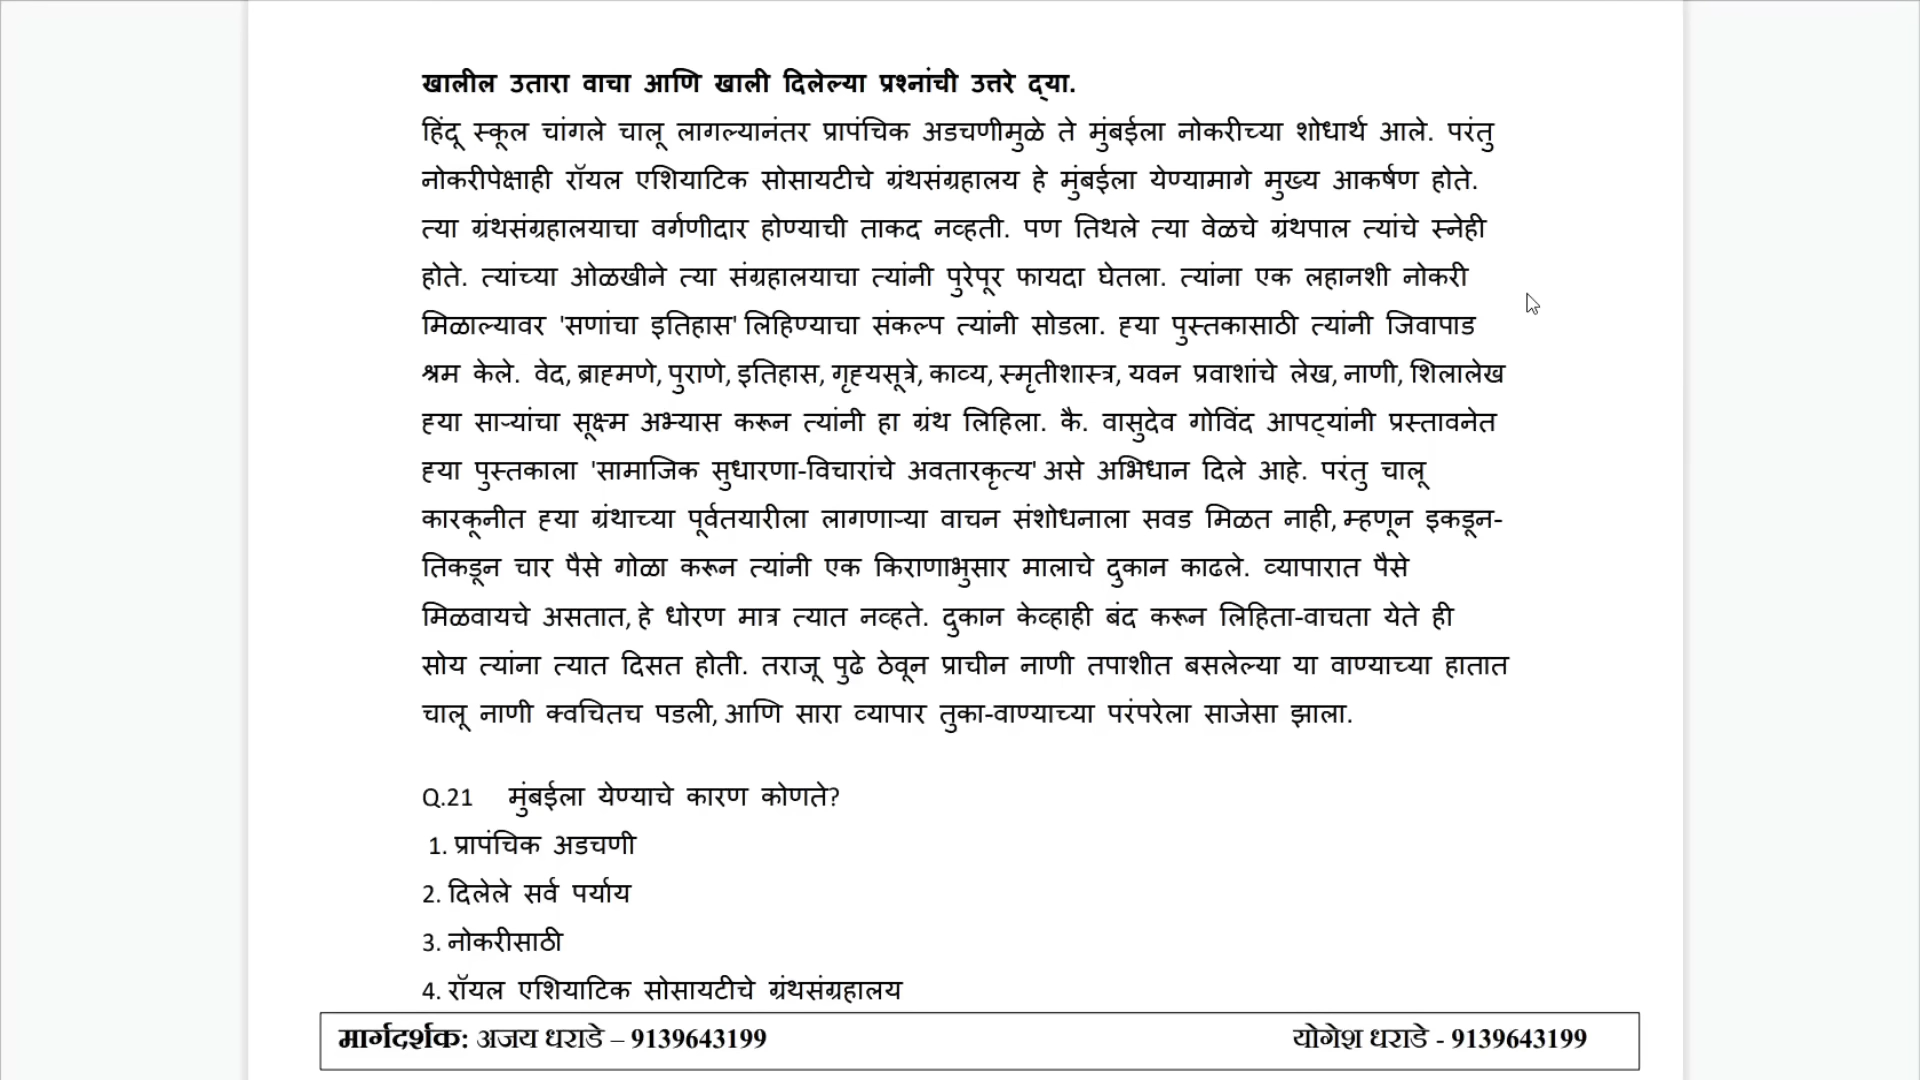 खालील उतारा वाचा आणि खाली दिलेल्या प्रश्नांची उत्तरे द्‌या.
हिंदू स्कूल चांगले चालू लागल्यानंतर प्रापंचिक अडचणीमुळे ते मुंबईला नोकरीच्या शोधार्थ आले. परंतु
नोकरीपेक्षाही रॉयल एशियाटिक सोसायटीचे ग्रंथसंग्रहालय हे मुंबईला येण्यामागे मुख्य आकर्षण होते.
त्या ग्रंथसंग्रहालयाचा वर्गणीदार होण्याची ताकद नव्हती. पण तिथले त्या वेळचे ग्रंथपाल त्यांचे स्नेही
होते. त्यांच्या ओळखीने त्या संग्रहालयाचा त्यांनी पुरेपूर फायदा घेतला. त्यांना एक लहानशी नोकरी
मिळाल्यावर 'सणांचा इतिहास' लिहिण्याचा संकल्प त्यांनी सोडला. ह्या पुस्तकासाठी त्यांनी जिवापाड
श्रम केले. वेद, ब्राह्मणे, पुराणे, इतिहास, गृह्यसूत्रे, काव्य, स्मृतीशास्त्र, यवन प्रवाशांचे लेख, नाणी, शिलालेख
ह्या साऱ्यांचा सूक्ष्म अभ्यास करून त्यांनी हा ग्रंथ लिहिला. कै. वासुदेव गोविंद आपट्यांनी प्रस्तावनेत
ह्या पुस्तकाला 'सामाजिक सुधारणा-विचारांचे अवतारकृत्य' असे अभिधान दिले आहे. परंतु चालू
कारकूनीत ह्या ग्रंथाच्या पूर्वतयारीला लागणाऱ्या वाचन संशोधनाला सवड मिळत नाही, म्हणून इकडून-
तिकडून चार पैसे गोळा करून त्यांनी एक किराणाभुसार मालाचे दुकान काढले. व्यापारात पैसे
मिळवायचे असतात, हे धोरण मात्र त्यात नव्हते. दुकान केव्हाही बंद करून लिहिता-वाचता येते ही
सोय त्यांना त्यात दिसत होती. तराजू पुढे ठेवून प्राचीन नाणी तपाशीत बसलेल्या या वाण्याच्या हातात
चालू नाणी क्वचितच पडली, आणि सारा व्यापार तुका-वाण्याच्या परंपरेला साजेसा झाला.
Q.21 मुंबईला येण्याचे कारण कोणते?
1. प्रापंचिक अडचणी
2. दिलेले सर्व पर्याय
3. नोकरीसाठी
4. रॉयल एशियाटिक सोसायटीचे ग्रंथसंग्रहालय
मार्गदर्शक: अजय धराडे – 9139643199 योगेश धराडे - 9139643199